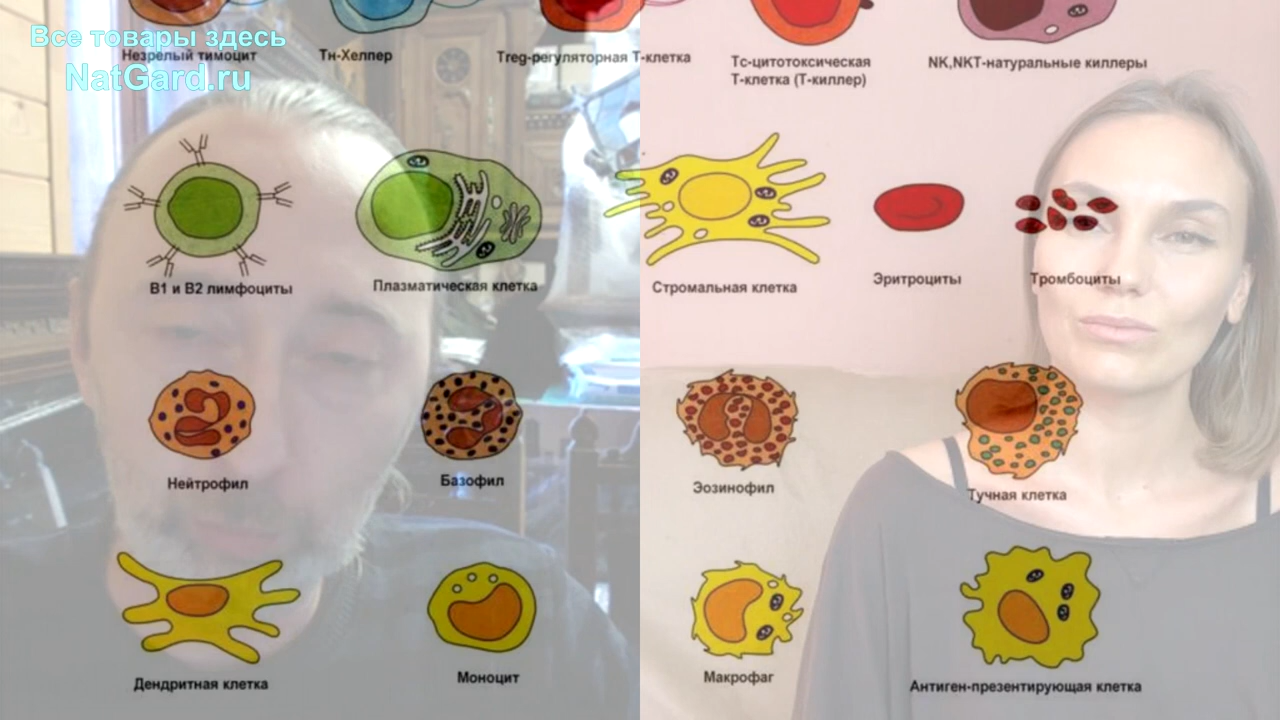 Все товары здесь
NatGard.ru
Незрелый тимоцит
Тн-Хелпер
Treg-регуляторная Т-клетка
Тс-цитотоксическая
Т-клетка (Т-киллер)
NK,NKT-натуральные киллеры
В1 и В2 лимфоциты
Плазматическая клетка
Стромальная клетка
Эритроциты
Тромбоциты
Нейтрофил
Базофил
Эозинофил
Тучная клетка
Дендритная клетка
Моноцит
Макрофаг
Антиген-презентирующая клетка